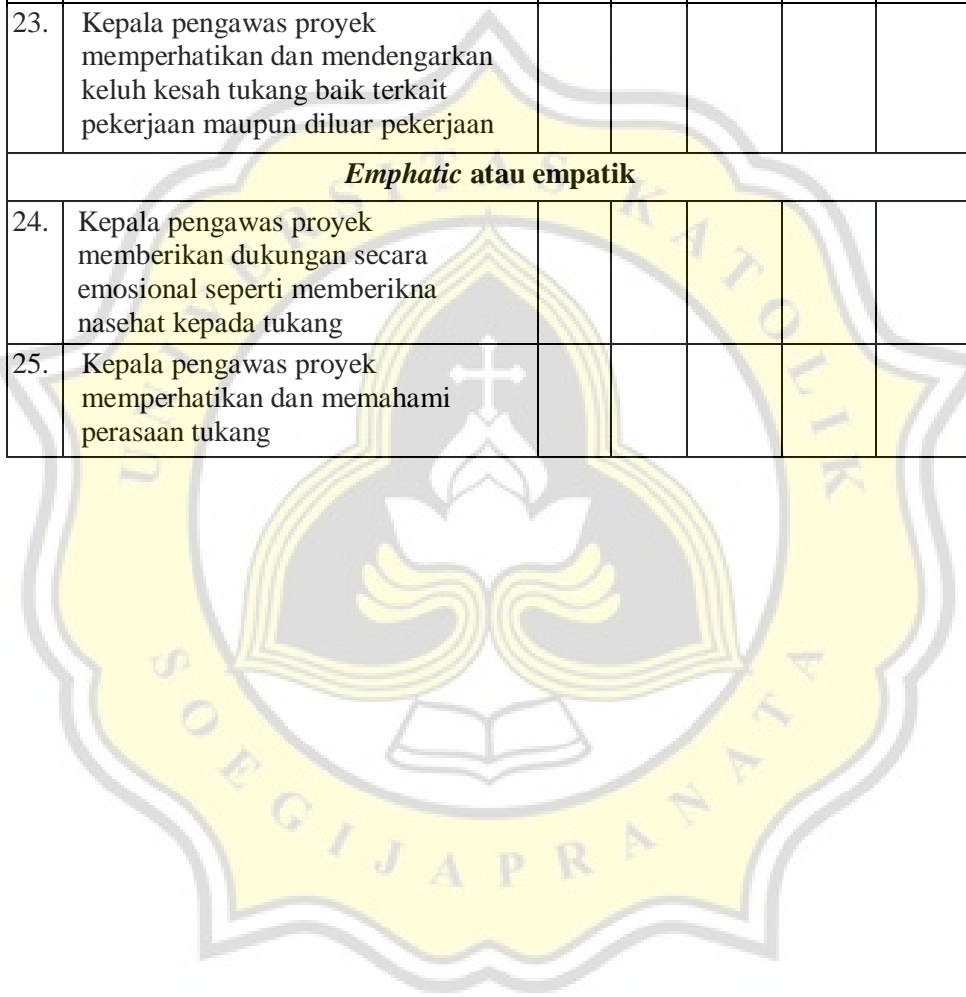 23. Kepala pengawas proyek
memperhatikan dan mendengarkan
keluh kesah tukang baik terkait
pekerjaan maupun diluar pekerjaan
Emphatic atau empatik
24. Kepala pengawas proyek
memberikan dukungan secara
emosional seperti memberikna
nasehat kepada tukang
25. Kepala pengawas proyek
memperhatikan dan memahami
perasaan tukang
UNIVERSITAS KATOLIK
SOEGIJAPRANATA